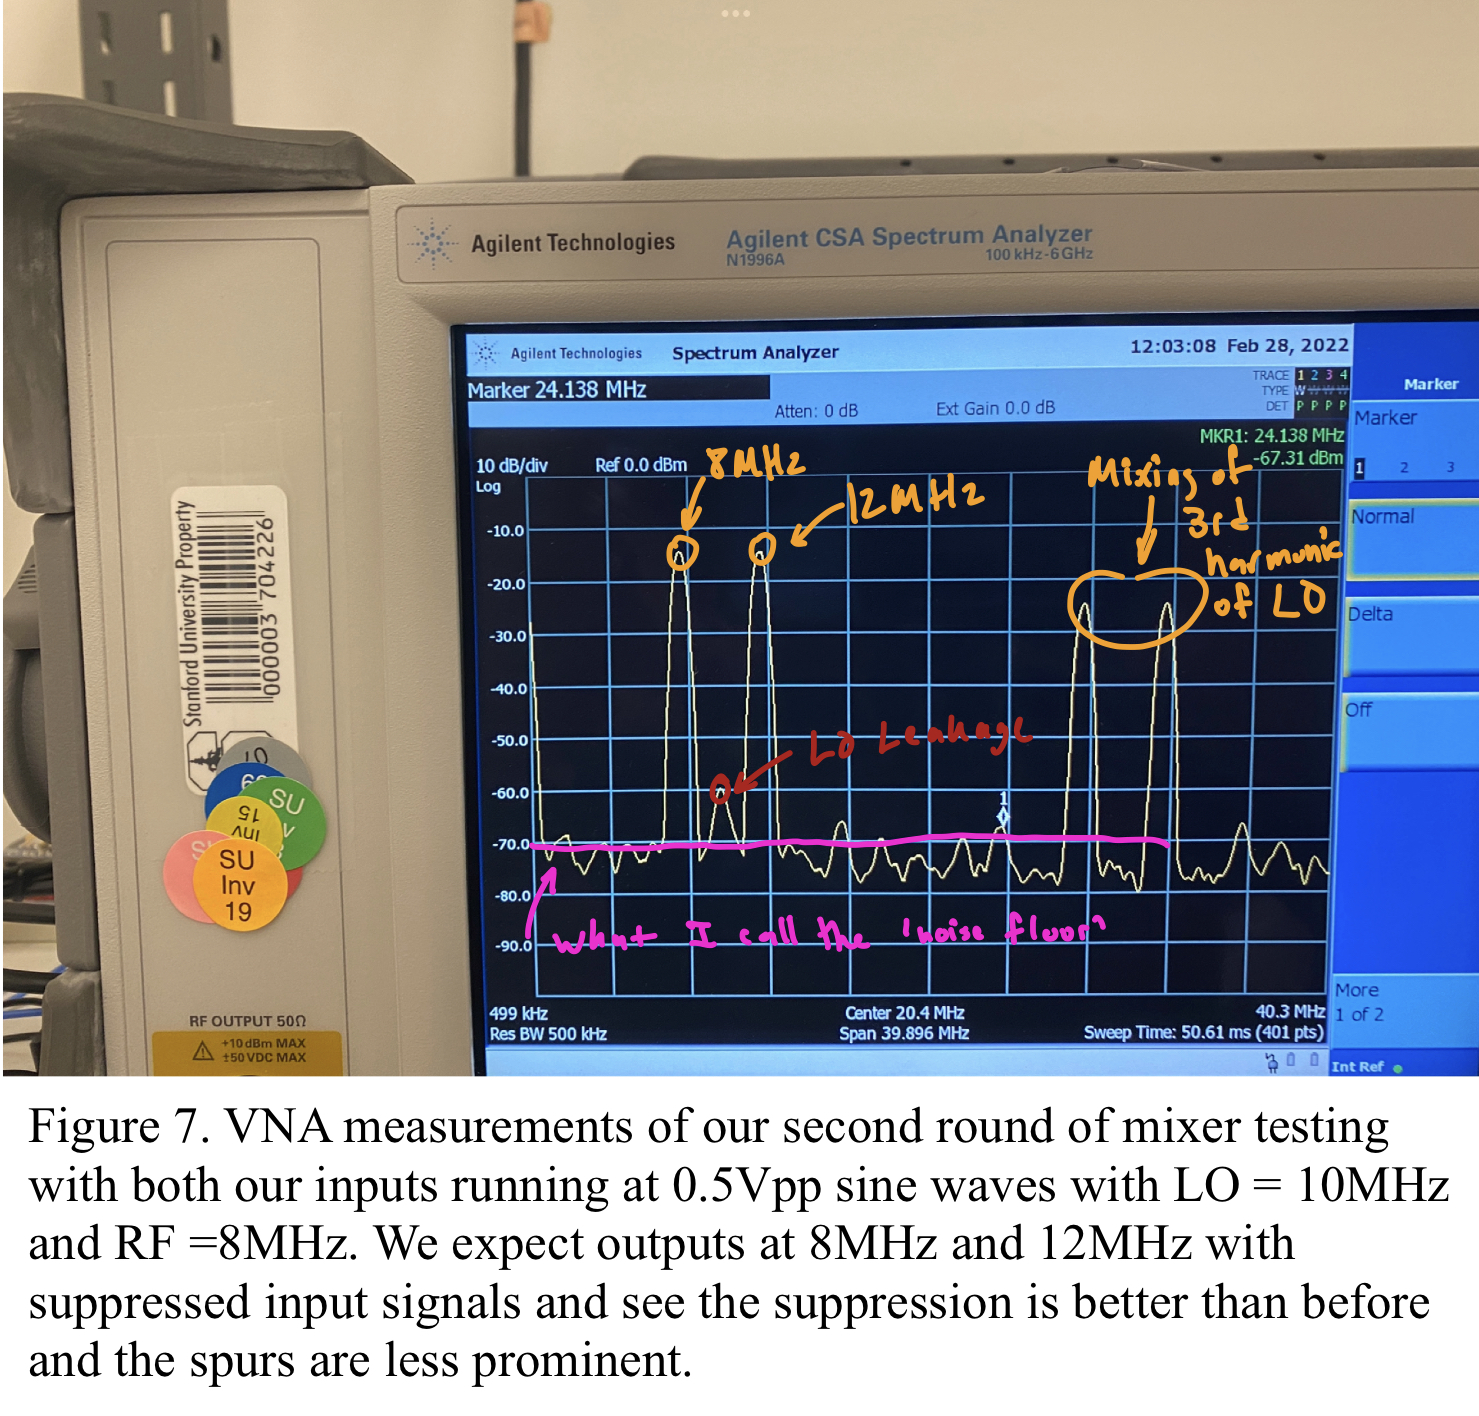 Agilent Technologies
Agilent CSA Spectrum Analyzer
N1996A
100 kHz-6GHz
Agilent Technologies
Spectrum Analyzer
12:03:08 Feb 28, 2022
Marker 24.138 MHz
Atten: 0 dB
Ext Gain 0.0 dB
TRACE 1 2 3 4
TYPE W W W W
DET P P P P
Marker
MKR1: 24.138 MHz
-67.31 dBm
10 dB/div
Ref 0.0 dBm
Log
8MHz
12MHz
Mixing of
3rd
harmonic
of LO
-10.0
-20.0
-30.0
-40.0
-50.0
-60.0
-70.0
-80.0
-90.0
LO Leakage
1
What I call the 'noise floor'
499 kHz
Center 20.4 MHz
40.3 MHz
Res BW 500 kHz
Span 39.896 MHz
Sweep Time: 50.61 ms (401 pts)
Marker
1 2 3
Normal
Delta
Off
More
1 of 2
Int Ref
Stanford University Property
000003 704226
SU
15
Inv
SU
Inv
19
RF OUTPUT 50Ω
+10 dBm MAX
±50 VDC MAX
Figure 7. VNA measurements of our second round of mixer testing
with both our inputs running at 0.5Vpp sine waves with LO = 10MHz
and RF =8MHz. We expect outputs at 8MHz and 12MHz with
suppressed input signals and see the suppression is better than before
and the spurs are less prominent.